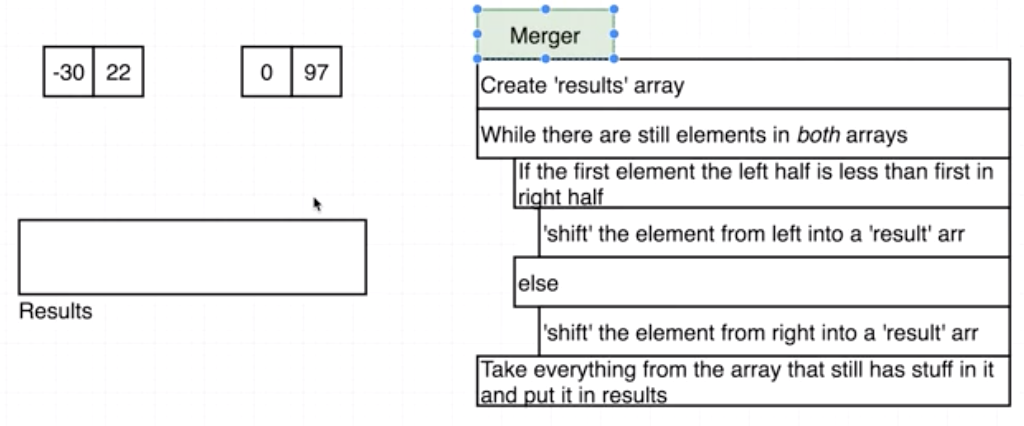 -30 22
0 97
Results
Merger
Create 'results' array
While there are still elements in both arrays
If the first element the left half is less than first in
right half
'shift' the element from left into a 'result' arr
else
'shift' the element from right into a 'result' arr
Take everything from the array that still has stuff in it
and put it in results